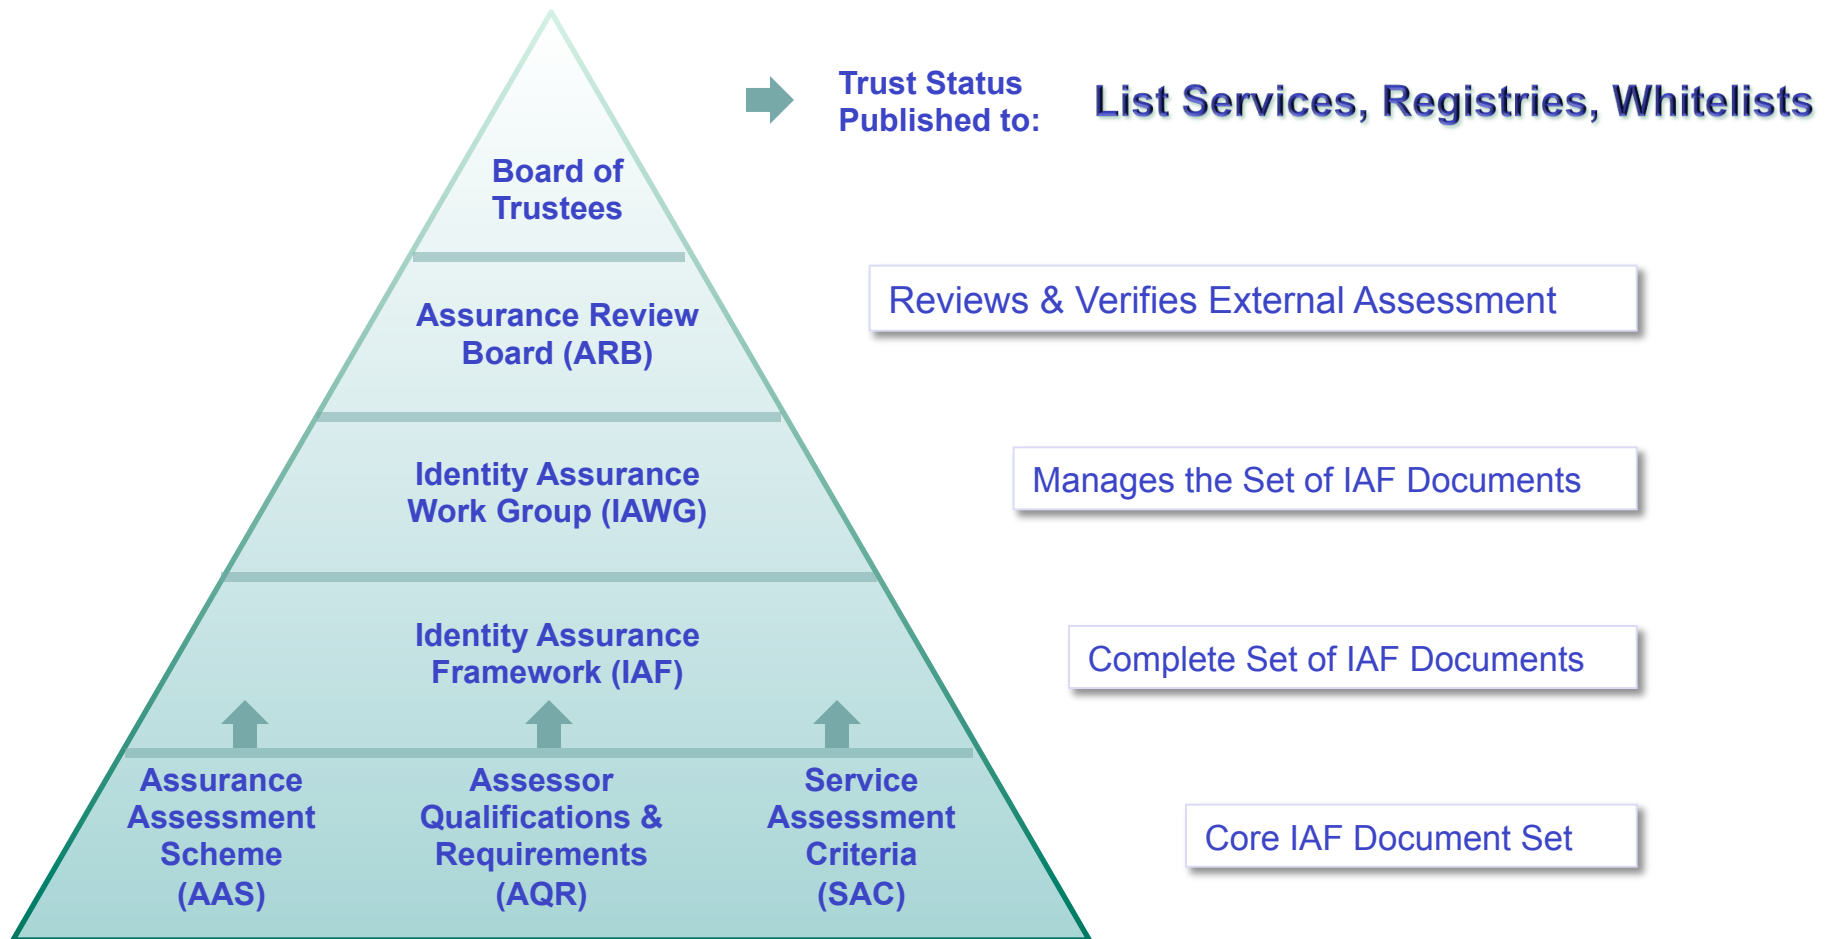 Trust Status
Published to:
List Services, Registries, Whitelists
Board of
Trustees
Assurance Review
Board (ARB)
Reviews & Verifies External Assessment
Identity Assurance
Work Group (IAWG)
Manages the Set of IAF Documents
Identity Assurance
Framework (IAF)
Complete Set of IAF Documents
Assurance
Assessment
Scheme
(AAS)
Assessor
Qualifications &
Requirements
(AQR)
Service
Assessment
Criteria
(SAC)
Core IAF Document Set